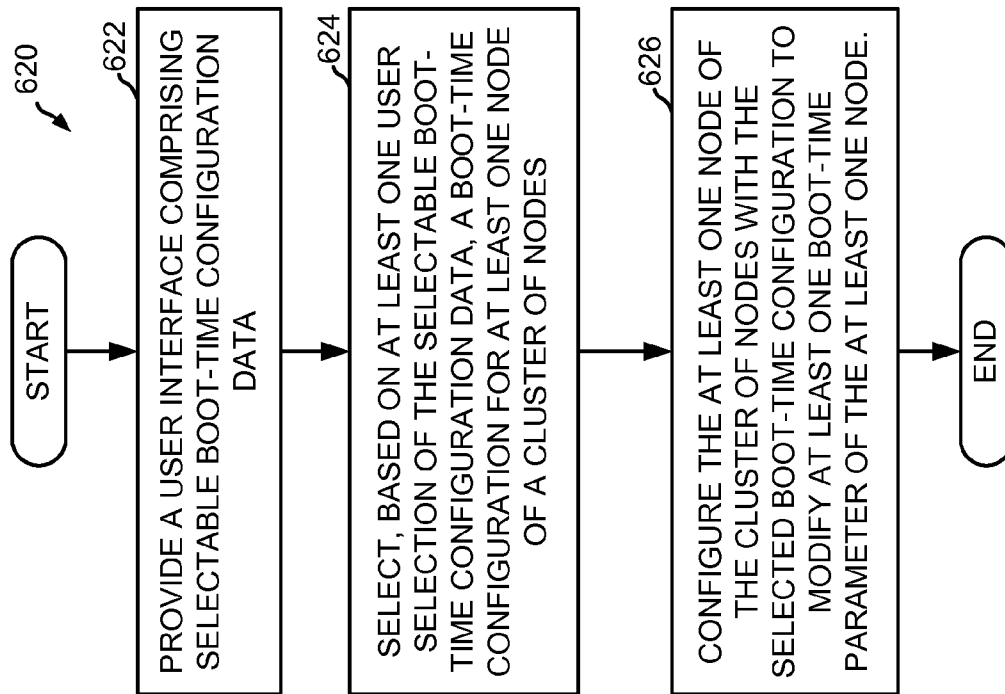 620
START
622
PROVIDE A USER INTERFACE COMPRISING
SELECTABLE BOOT-TIME CONFIGURATION
DATA
624
SELECT, BASED ON AT LEAST ONE USER
SELECTION OF THE SELECTABLE BOOT-
TIME CONFIGURATION DATA, A BOOT-TIME
CONFIGURATION FOR AT LEAST ONE NODE
OF A CLUSTER OF NODES
626
CONFIGURE THE AT LEAST ONE NODE OF
THE CLUSTER OF NODES WITH THE
SELECTED BOOT-TIME CONFIGURATION TO
MODIFY AT LEAST ONE BOOT-TIME
PARAMETER OF THE AT LEAST ONE NODE.
END